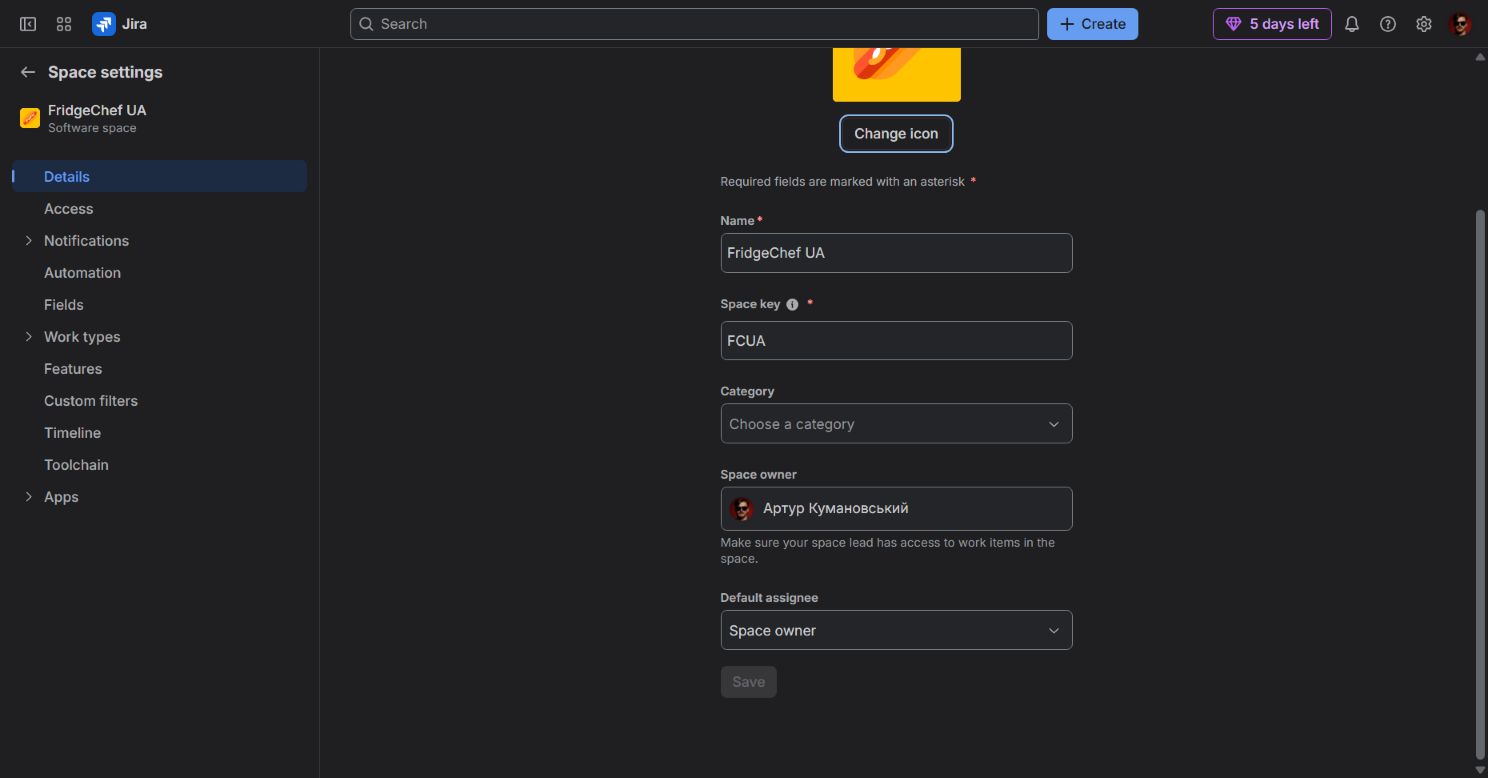 Jira
Search
+ Create
5 days left
Space settings
FridgeChef UA
Software space
Details
Access
Notifications
Automation
Fields
Work types
Features
Custom filters
Timeline
Toolchain
Apps
Change icon
Required fields are marked with an asterisk *
Name *
FridgeChef UA
Space key *
FCUA
Category
Choose a category
Space owner
Артур Кумановський
Make sure your space lead has access to work items in the
space.
Default assignee
Space owner
Save